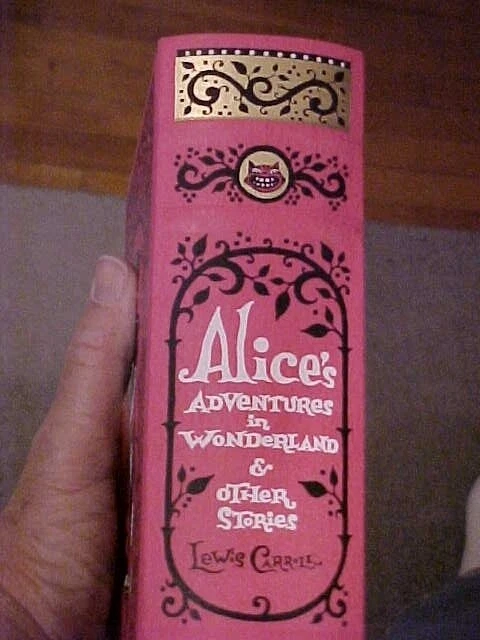 Alice's
ADVENTURES
in
WONDERLAND
&
OTHER
STORIES
Lewis Carroll